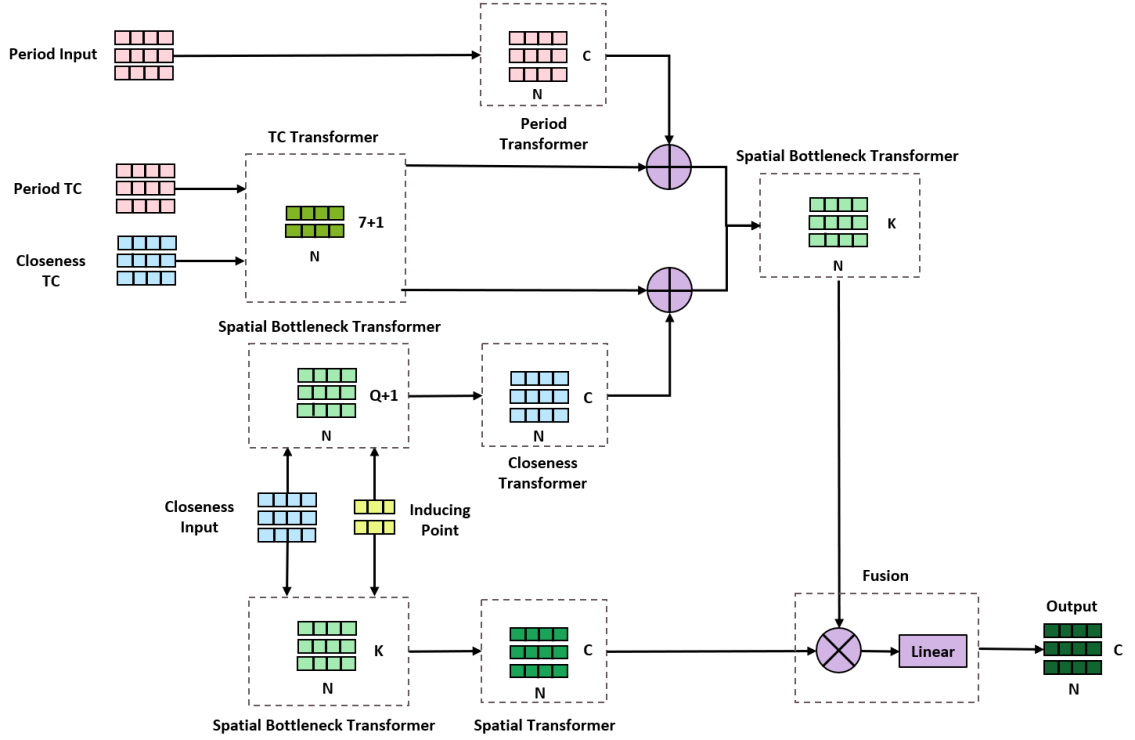 Period Input
C
N
Period
Transformer
TC Transformer
Spatial Bottleneck Transformer
Period TC
7+1
N
K
N
Closeness
TC
Spatial Bottleneck Transformer
Q+1
N
C
N
Closeness
Transformer
Closeness
Input
Inducing
Point
Fusion
Output
K
N
C
N
Linear
C
N
Spatial Bottleneck Transformer
Spatial Transformer